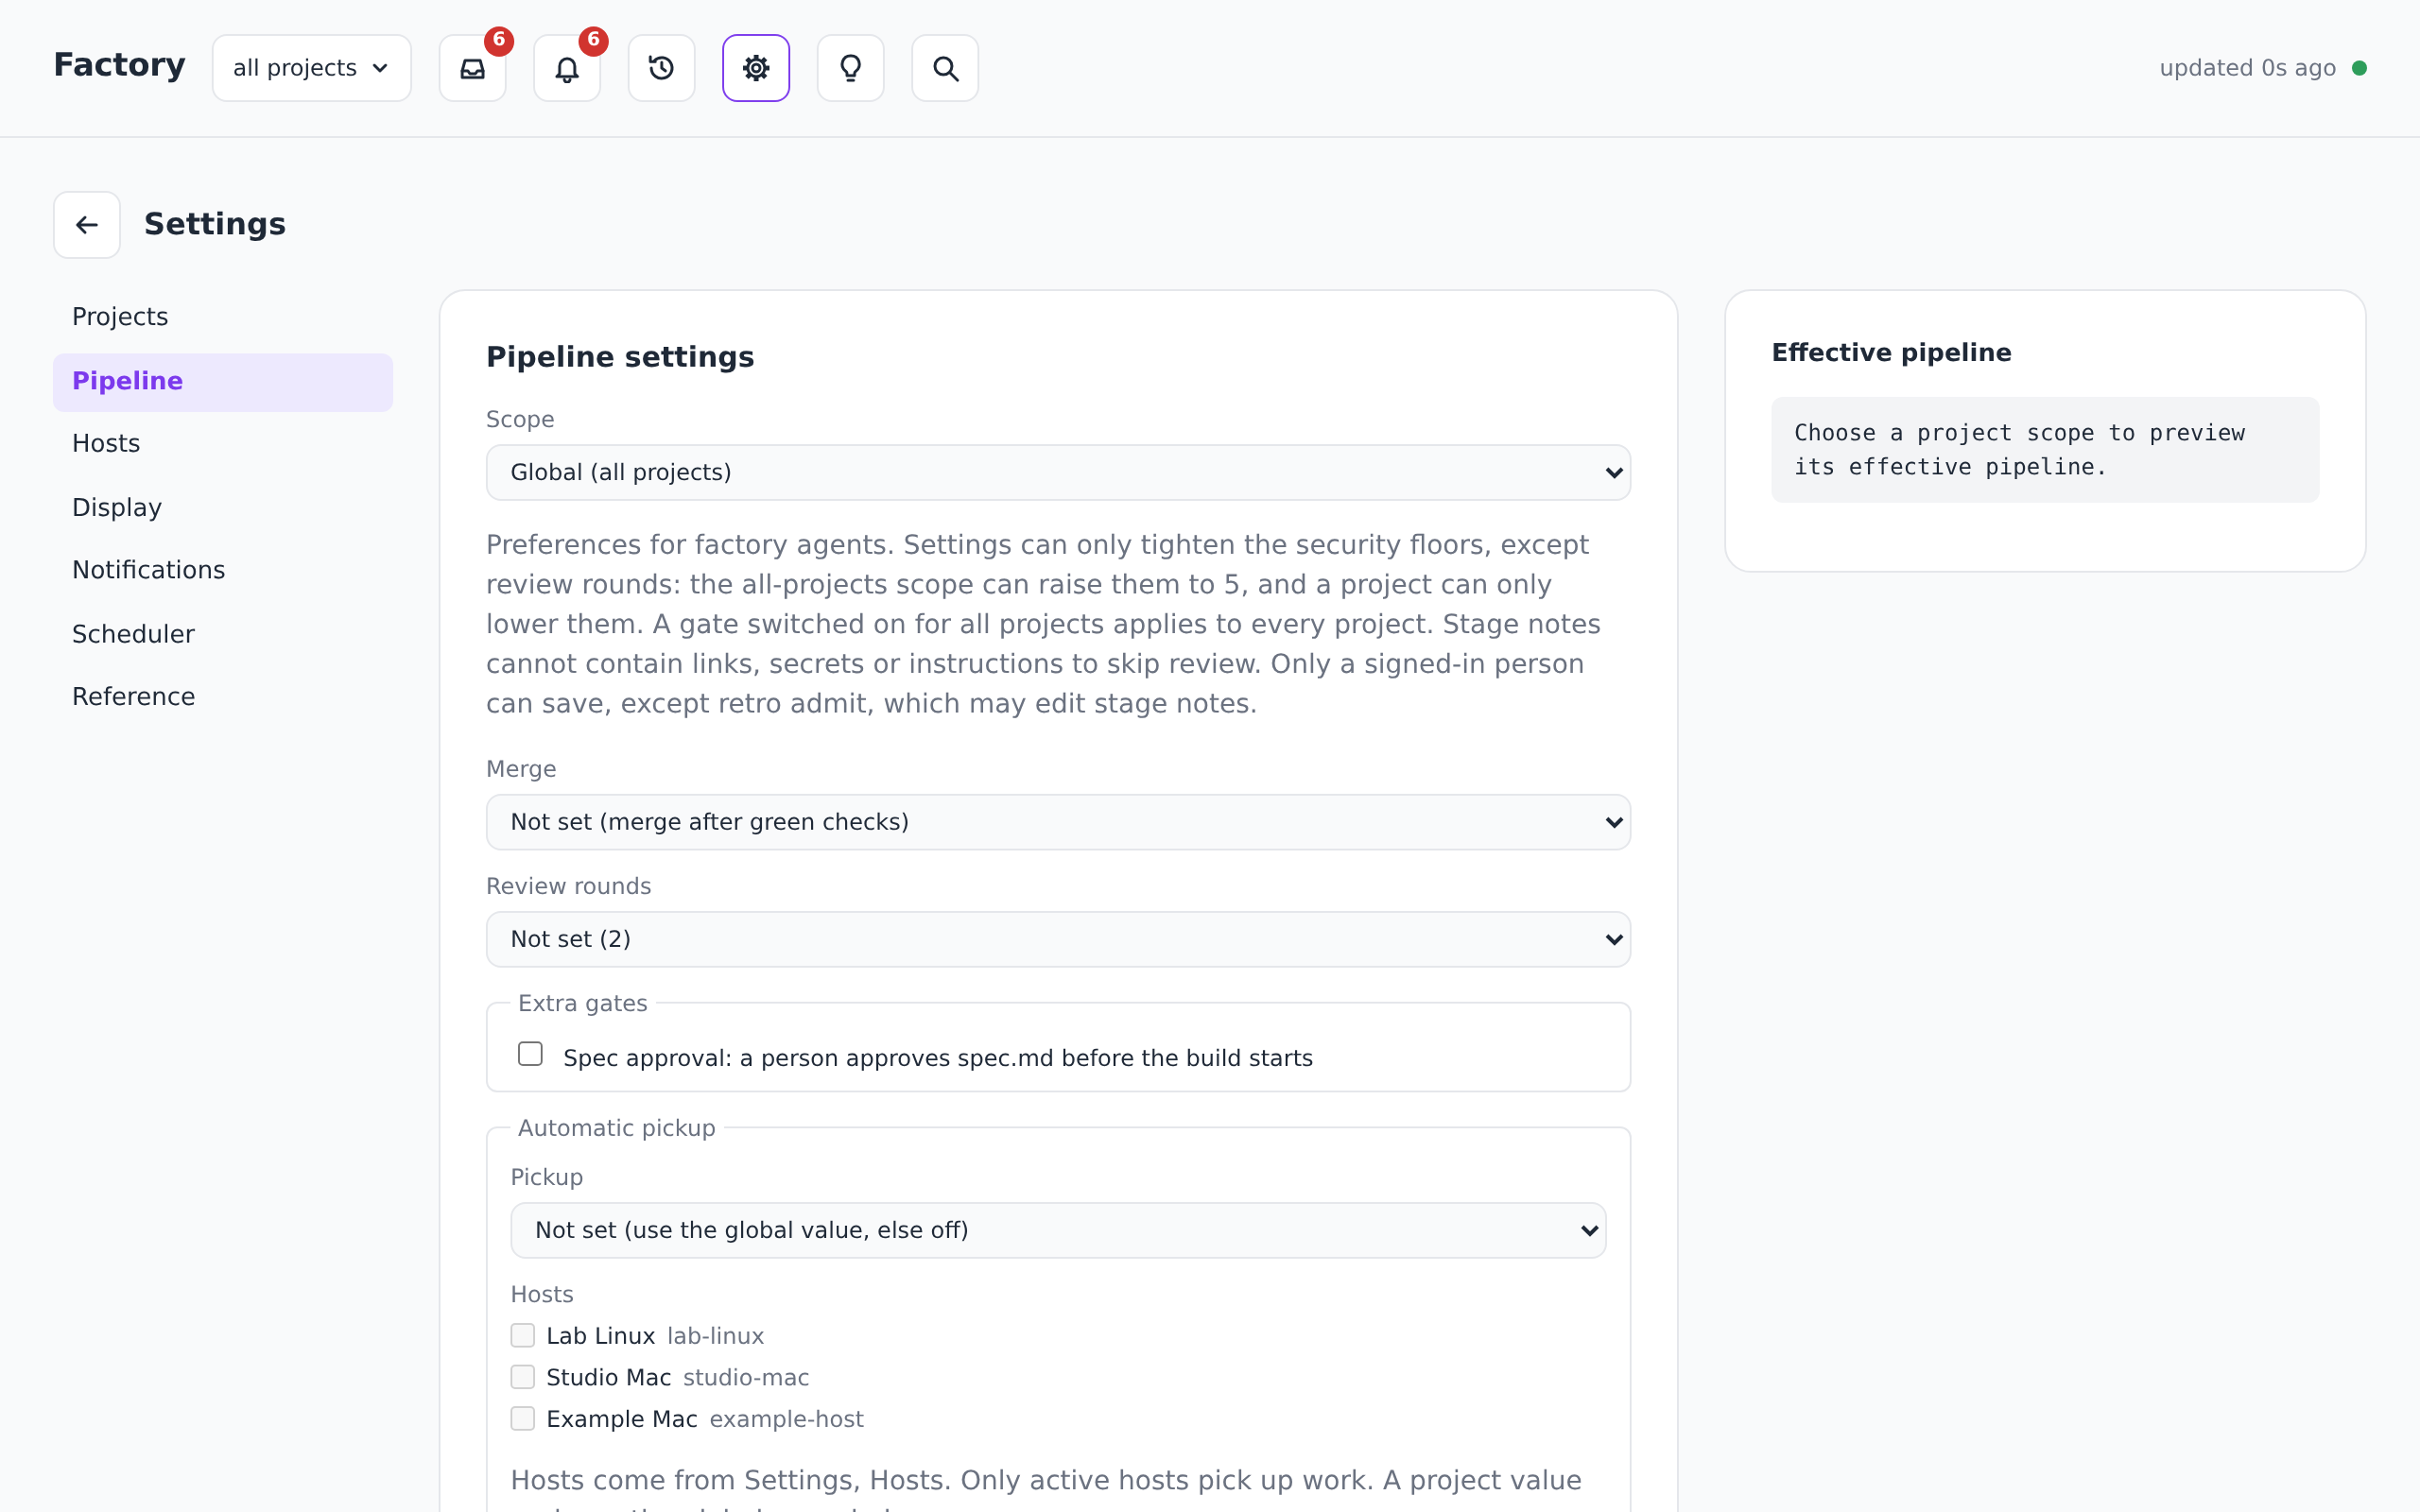 Factory
all projects
6
6
updated 0s ago
Settings
Projects
Pipeline
Hosts
Display
Notifications
Scheduler
Reference
Pipeline settings
Scope
Global (all projects)
Preferences for factory agents. Settings can only tighten the security floors, except
review rounds: the all-projects scope can raise them to 5, and a project can only
lower them. A gate switched on for all projects applies to every project. Stage notes
cannot contain links, secrets or instructions to skip review. Only a signed-in person
can save, except retro admit, which may edit stage notes.
Merge
Not set (merge after green checks)
Review rounds
Not set (2)
Extra gates
Spec approval: a person approves spec.md before the build starts
Automatic pickup
Pickup
Not set (use the global value, else off)
Hosts
Lab Linux lab-linux
Studio Mac studio-mac
Example Mac example-host
Hosts come from Settings, Hosts. Only active hosts pick up work. A project value
Effective pipeline
Choose a project scope to preview
its effective pipeline.